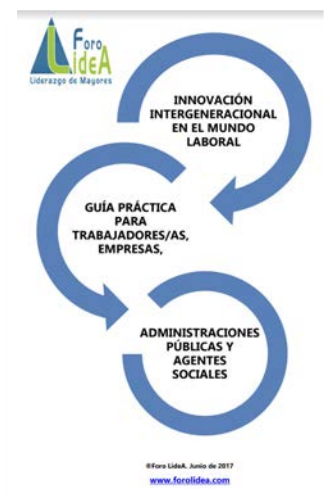 Foro
LideA
Liderazgo de Mayores
INNOVACIÓN
INTERGENERACIONAL
EN EL MUNDO
LABORAL
GUÍA PRÁCTICA
PARA
TRABAJADORES/AS,
EMPRESAS,
ADMINISTRACIONES
PÚBLICAS Y
AGENTES
SOCIALES
®Foro LideA. Junio de 2017
www.forolidea.com